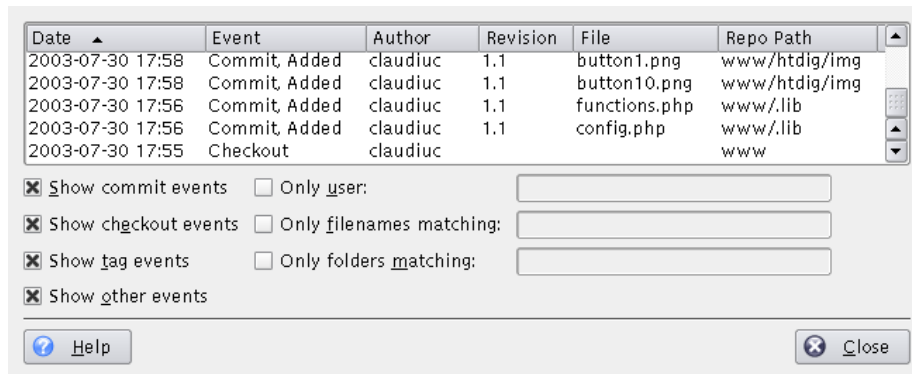 Date Event Author Revision File Repo Path
2003-07-30 17:58 Commit, Added claudiuc 1.1 button1.png www/htdig/img
2003-07-30 17:58 Commit, Added claudiuc 1.1 button10.png www/htdig/img
2003-07-30 17:56 Commit, Added claudiuc 1.1 functions.php www/.lib
2003-07-30 17:56 Commit, Added claudiuc 1.1 config.php www/.lib
2003-07-30 17:55 Checkout claudiuc www
Show commit events Only user:
Show checkout events Only filenames matching:
Show tag events Only folders matching:
Show other events
Help Close